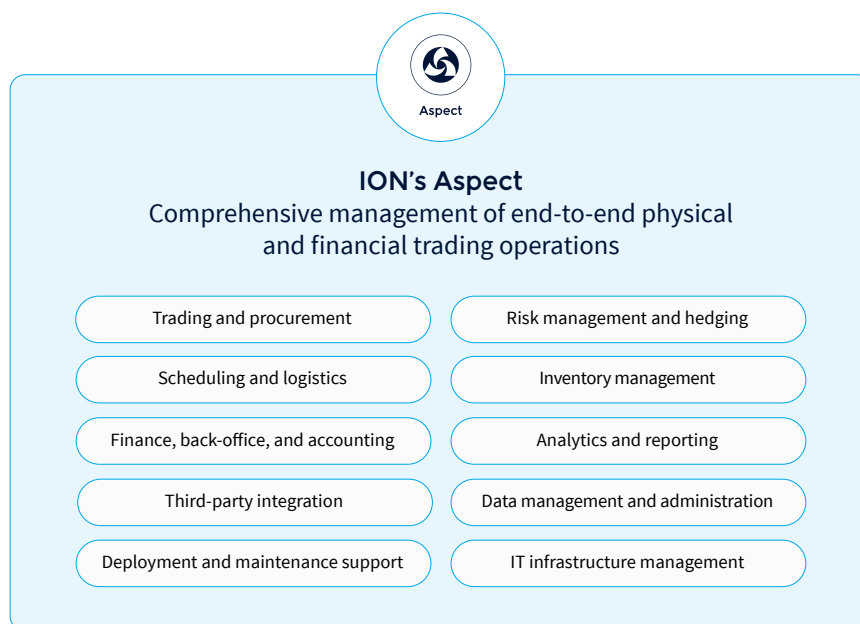 Aspect
ION's Aspect
Comprehensive management of end-to-end physical
and financial trading operations
Trading and procurement
Risk management and hedging
Scheduling and logistics
Inventory management
Finance, back-office, and accounting
Analytics and reporting
Third-party integration
Data management and administration
Deployment and maintenance support
IT infrastructure management